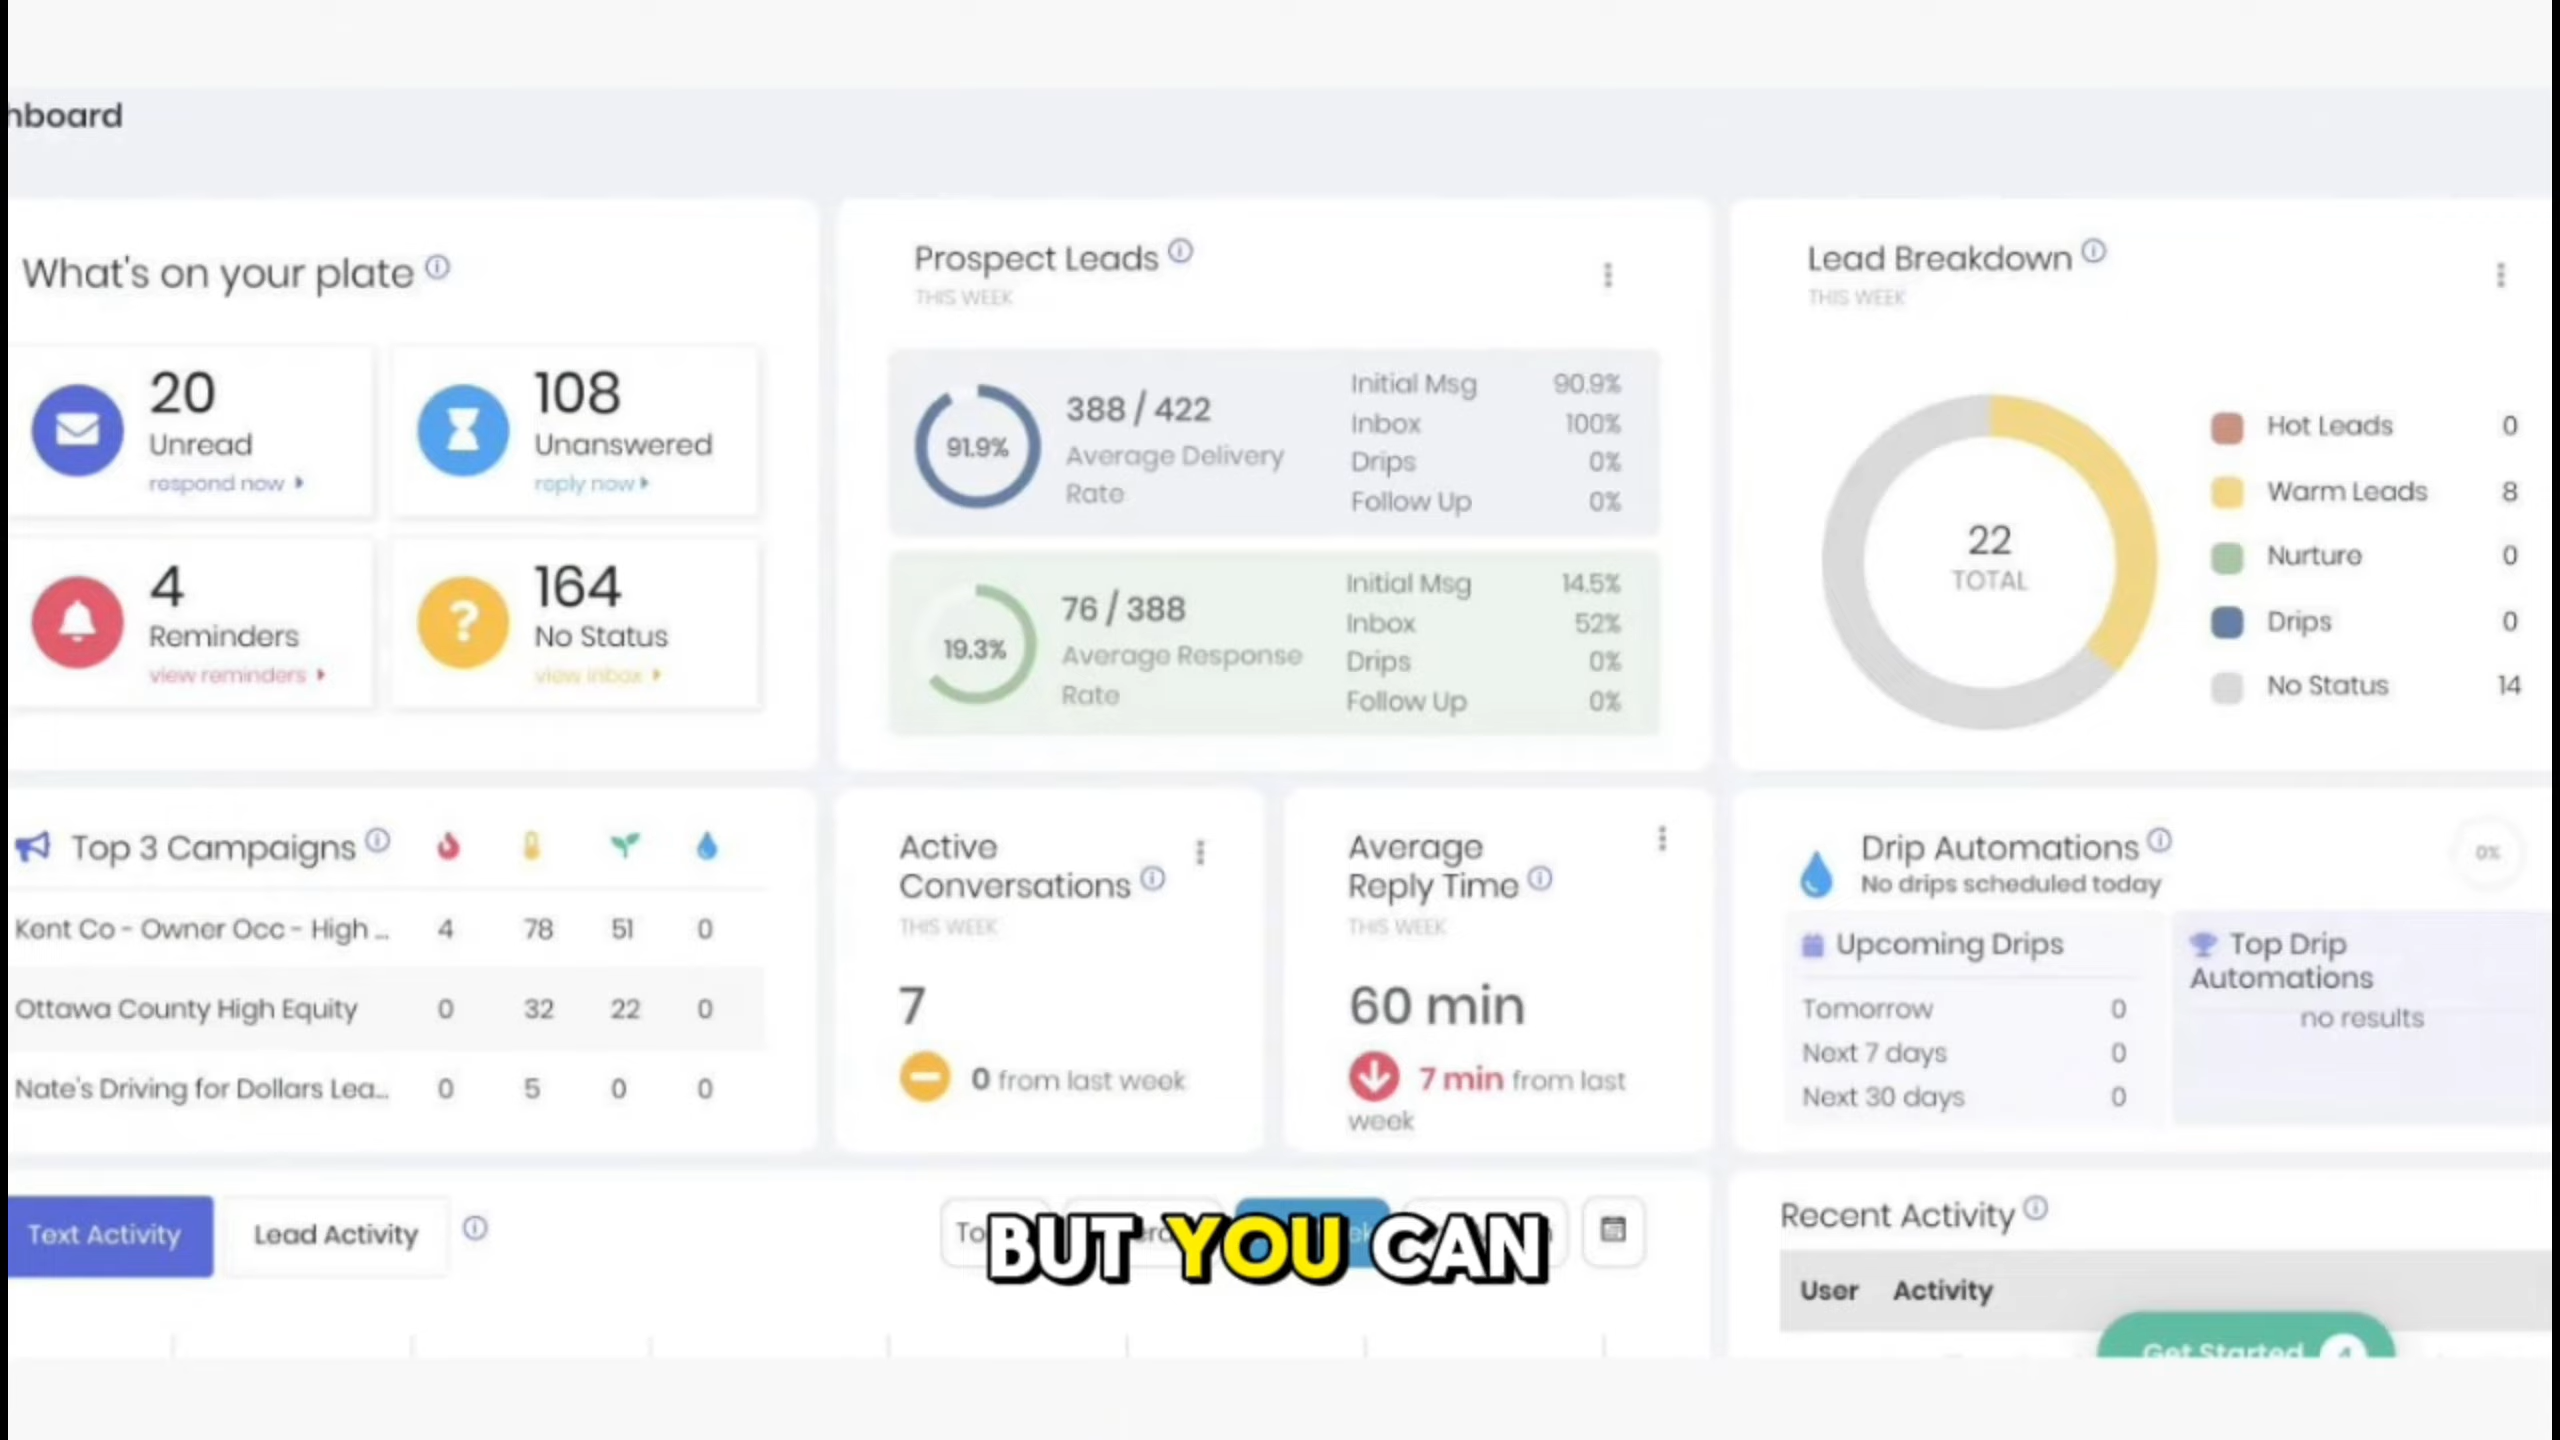 hboard
What's on your plate
20
Unread
respond now
108
Unanswered
reply now
4
Reminders
view reminders
164
No Status
view inbox
Prospect Leads
THIS WEEK
91.9%
388 / 422
Average Delivery
Rate
Initial Msg 90.9%
Inbox 100%
Drips 0%
Follow Up 0%
19.3%
76 / 388
Average Response
Rate
Initial Msg 14.5%
Inbox 52%
Drips 0%
Follow Up 0%
Lead Breakdown
THIS WEEK
22
TOTAL
Hot Leads 0
Warm Leads 8
Nurture 0
Drips 0
No Status 14
Top 3 Campaigns
Kent Co - Owner Occ - High ... 4 78 51 0
Ottawa County High Equity 0 32 22 0
Nate's Driving for Dollars Lea... 0 5 0 0
Active
Conversations
THIS WEEK
7
0 from last week
Average
Reply Time
THIS WEEK
60 min
7 min from last
week
Drip Automations
No drips scheduled today
0%
Upcoming Drips
Tomorrow 0
Next 7 days 0
Next 30 days 0
Top Drip
Automations
no results
Text Activity
Lead Activity
BUT YOU CAN
Recent Activity
User Activity
Get Started